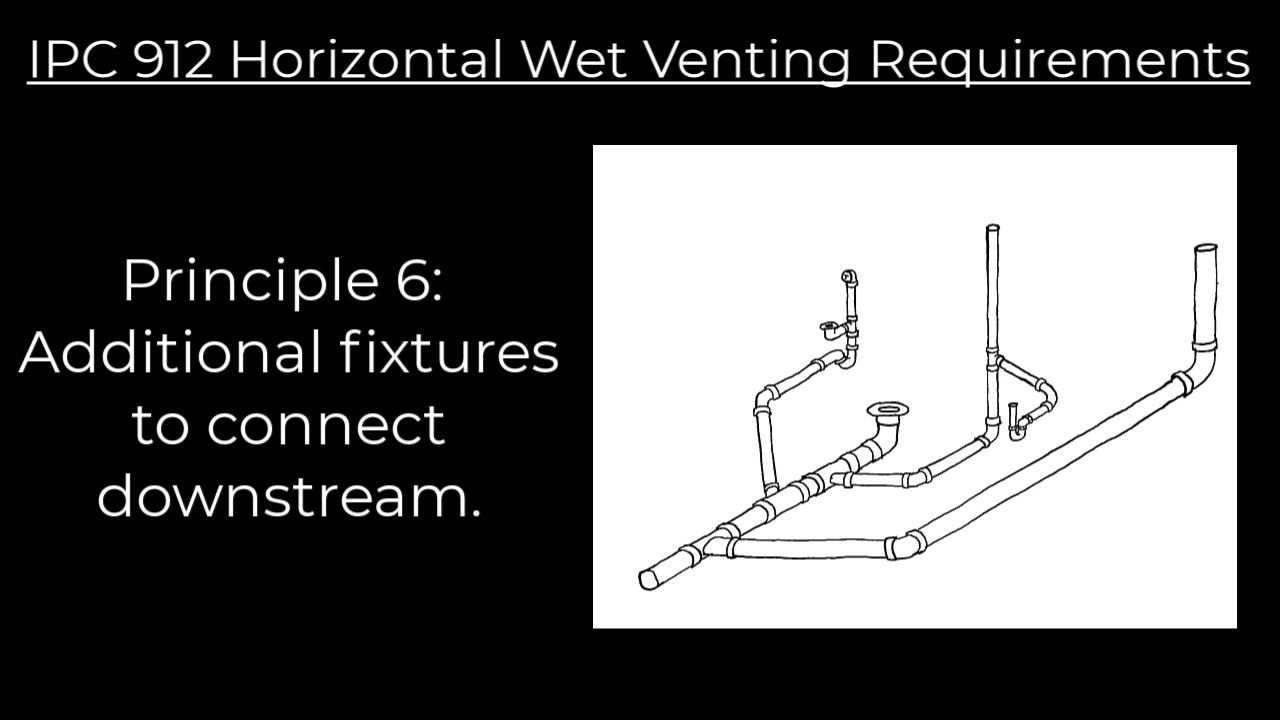 IPC 912 Horizontal Wet Venting Requirements
Principle 6:
Additional fixtures
to connect
downstream.